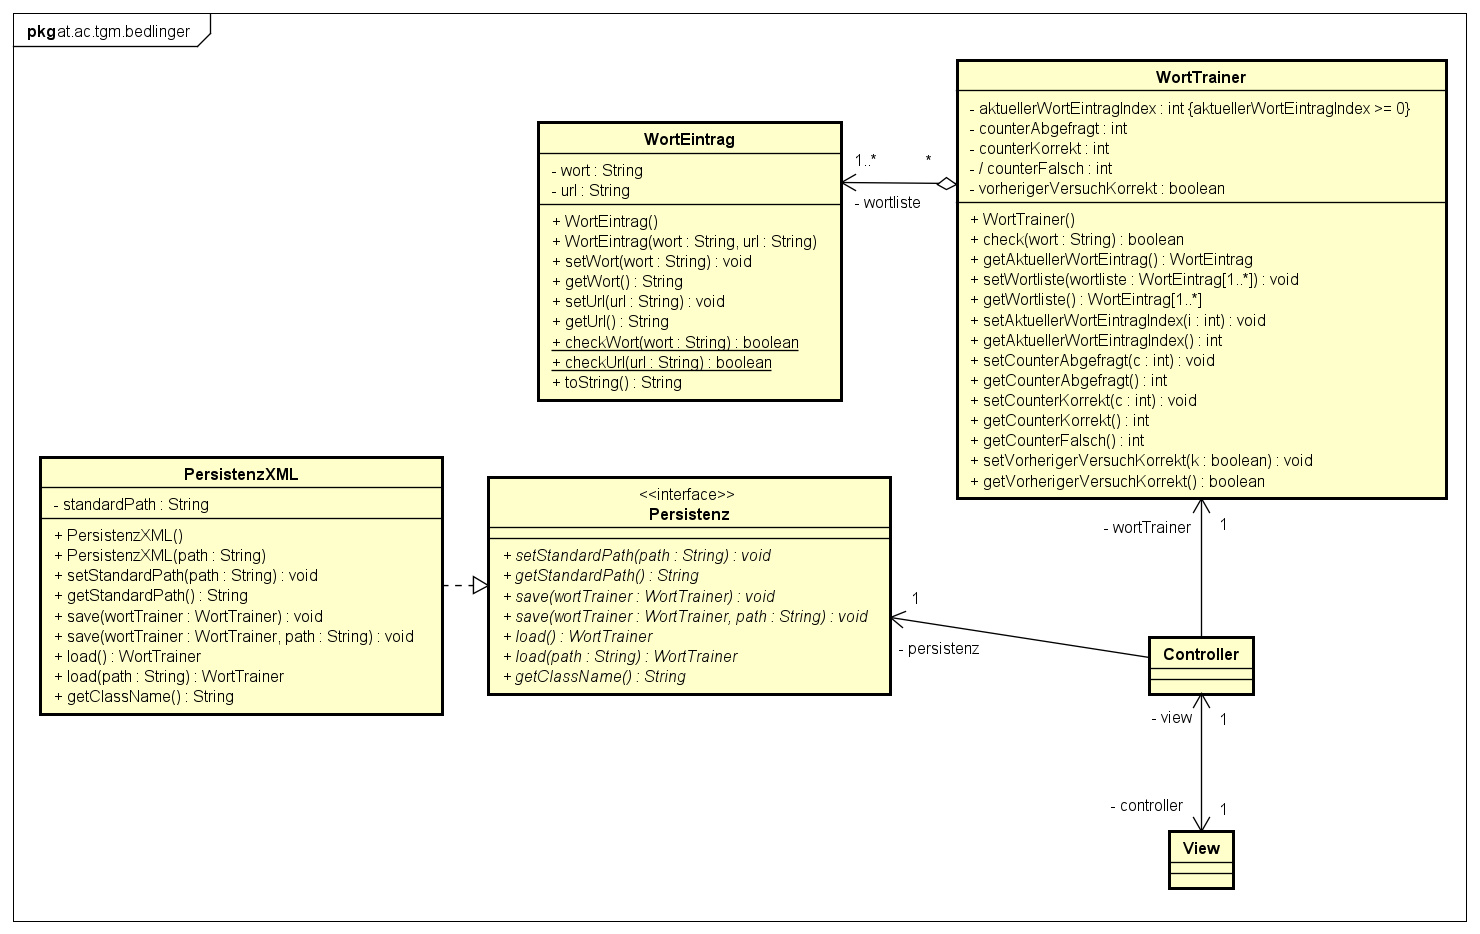 pkg at.ac.tgm.bedlinger
WortTrainer
- aktuellerWortEintragIndex : int {aktuellerWortEintragIndex >= 0}
- counterAbgefragt : int
- counterKorrekt : int
- / counterFalsch : int
- vorherigerVersuchKorrekt : boolean
+ WortTrainer()
+ check(wort : String) : boolean
+ getAktuellerWortEintrag() : WortEintrag
+ setWortliste(wortliste : WortEintrag[1..*]) : void
+ getWortliste() : WortEintrag[1..*]
+ setAktuellerWortEintragIndex(i : int) : void
+ getAktuellerWortEintragIndex() : int
+ setCounterAbgefragt(c : int) : void
+ getCounterAbgefragt() : int
+ setCounterKorrekt(c : int) : void
+ getCounterKorrekt() : int
+ getCounterFalsch() : int
+ setVorherigerVersuchKorrekt(k : boolean) : void
+ getVorherigerVersuchKorrekt() : boolean
WortEintrag
- wort : String
- url : String
+ WortEintrag()
+ WortEintrag(wort : String, url : String)
+ setWort(wort : String) : void
+ getWort() : String
+ setUrl(url : String) : void
+ getUrl() : String
+ checkWort(wort : String) : boolean
+ checkUrl(url : String) : boolean
+ toString() : String
1..*
*
- wortliste
PersistenzXML
- standardPath : String
+ PersistenzXML()
+ PersistenzXML(path : String)
+ setStandardPath(path : String) : void
+ getStandardPath() : String
+ save(wortTrainer : WortTrainer) : void
+ save(wortTrainer : WortTrainer, path : String) : void
+ load() : WortTrainer
+ load(path : String) : WortTrainer
+ getClassName() : String
<<interface>>
Persistenz
+ setStandardPath(path : String) : void
+ getStandardPath() : String
+ save(wortTrainer : WortTrainer) : void
+ save(wortTrainer : WortTrainer, path : String) : void
+ load() : WortTrainer
+ load(path : String) : WortTrainer
+ getClassName() : String
- wortTrainer
1
1
- persistenz
Controller
- view
1
- controller
1
View